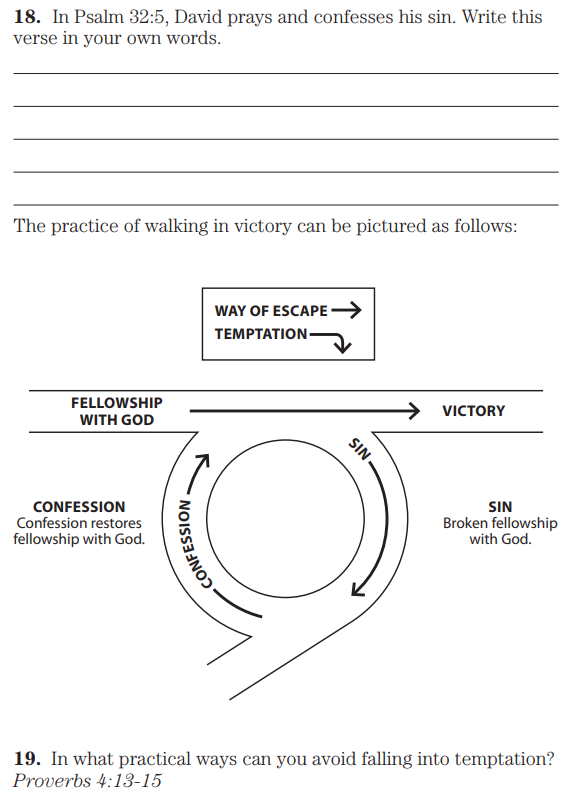 18. In Psalm 32:5, David prays and confesses his sin. Write this
verse in your own words.
The practice of walking in victory can be pictured as follows:
WAY OF ESCAPE
TEMPTATION
FELLOWSHIP
WITH GOD
VICTORY
SIN
CONFESSION
CONFESSION
Confession restores
fellowship with God.
SIN
Broken fellowship
with God.
19. In what practical ways can you avoid falling into temptation?
Proverbs 4:13-15